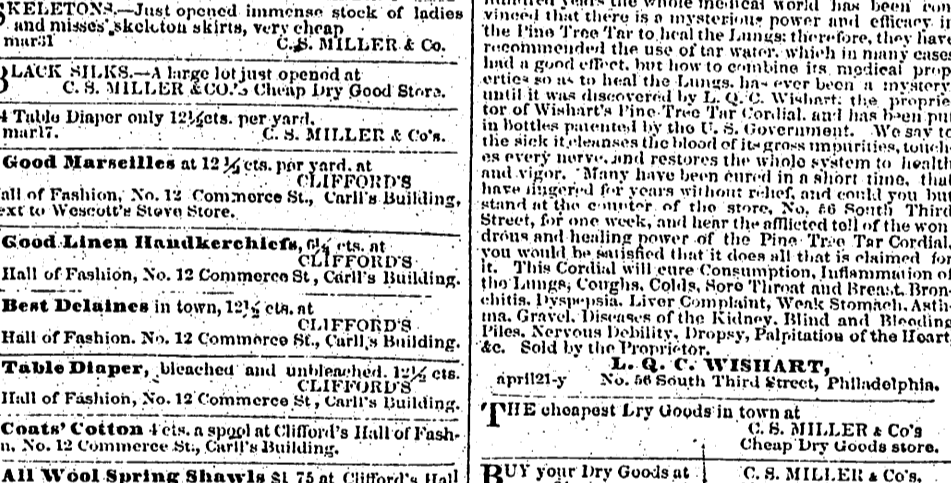 SKELETONS.—Just opened immense stock of ladies
and misses' skeleton skirts, very cheap
mar31 C. S. MILLER & Co.
BLACK SILKS.—A large lot just opened at
C. S. MILLER & CO.'s Cheap Dry Good Store.
4 Table Diaper only 12½cts. per yard.
mar17. C. S. MILLER & Co's.
Good Marseilles at 12½ cts. per yard, at
CLIFFORD'S
all of Fashion, No. 12 Commerce St., Carll's Building,
ext to Wescott's Stove Store.
Good Linen Handkerchiefs, 6¼ cts. at
CLIFFORD'S
Hall of Fashion, No. 12 Commerce St, Carll's Building.
Best Delaines in town, 12½ cts. at
CLIFFORD'S
Hall of Fashion. No. 12 Commerce St., Carll's Building.
Table Diaper, bleached and unbleached, 12½ cts.
CLIFFORD'S
Hall of Fashion, No. 12 Commerce St, Carll's Building.
Coats' Cotton 4 cts. a spool at Clifford's Hall of Fash-
n, No. 12 Commerce St., Carll's Building.
All Wool Spring Shawls $1 75 at Clifford's Hall
hundred years the whole medical world has been con
vinced that there is a mysterious power and efficacy in
the Pine Tree Tar to heal the Lungs; therefore, they have
recommended the use of tar water, which in many cases
had a good effect, but how to combine its medical prop
erties so as to heal the Lungs, has ever been a mystery
until it was discovered by L. Q. C. Wishart; the proprie
tor of Wishart's Pine Tree Tar Cordial, and has been put
in bottles patented by the U. S. Government. We say to
the sick it cleanses the blood of its gross impurities, touch-
es every nerve, and restores the whole system to health
and vigor. Many have been cured in a short time, that
have lingered for years without relief, and could you but
stand at the counter of the store, No, 56 South Third
Street, for one week, and hear the afflicted tell of the won
drous and healing power of the Pine Tree Tar Cordial,
you would be satisfied that it does all that is claimed for
it. This Cordial will cure Consumption, Inflammation of
the Lungs, Coughs, Colds, Sore Throat and Breast, Bron-
chitis, Dyspepsia, Liver Complaint, Weak Stomach, Asth
ma, Gravel, Diseases of the Kidney, Blind and Bleeding
Piles, Nervous Debility, Dropsy, Palpitation of the Heart,
&c. Sold by the Proprietor.
L. Q. C. WISHART,
april21-y No. 56 South Third Street, Philadelphia.
THE cheapest Dry Goods in town at
C. S. MILLER & Co's
Cheap Dry Goods store.
BUY your Dry Goods at C. S. MILLER & Co's,